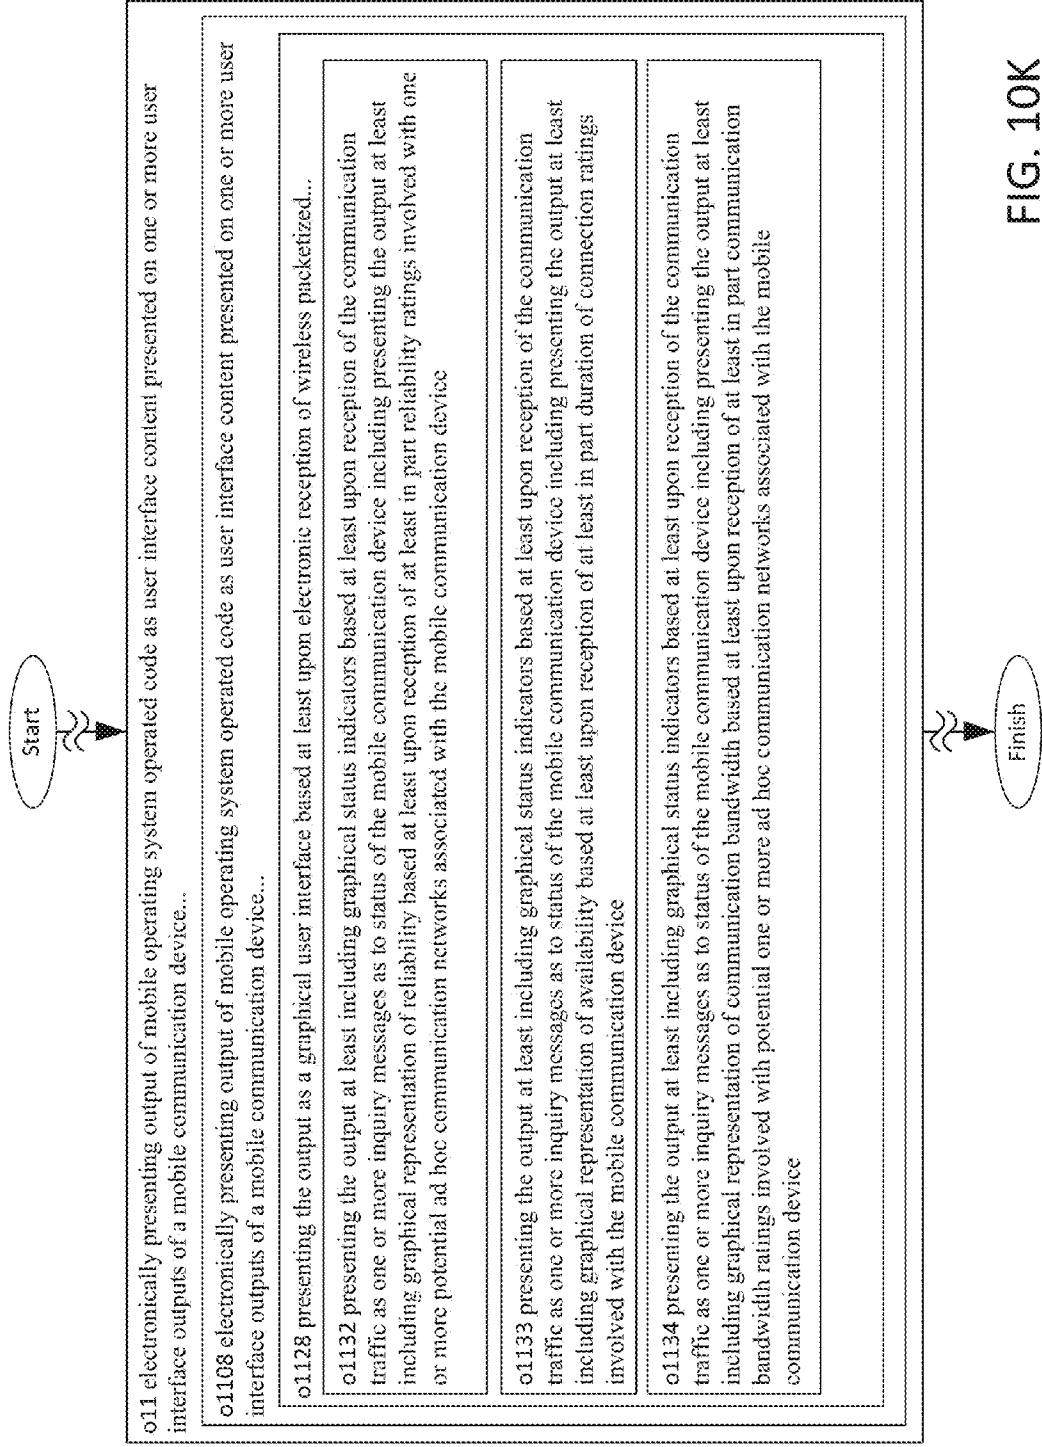 Start
o11 electronically presenting output of mobile operating system operated code as user interface content presented on one or more user
interface outputs of a mobile communication device...
o1108 electronically presenting output of mobile operating system operated code as user interface content presented on one or more user
interface outputs of a mobile communication device...
o1128 presenting the output as a graphical user interface based at least upon electronic reception of wireless packetized...
o1132 presenting the output at least including graphical status indicators based at least upon reception of the communication
traffic as one or more inquiry messages as to status of the mobile communication device including presenting the output at least
including graphical representation of reliability based at least upon reception of at least in part reliability ratings involved with one
or more potential ad hoc communication networks associated with the mobile communication device
o1133 presenting the output at least including graphical status indicators based at least upon reception of the communication
traffic as one or more inquiry messages as to status of the mobile communication device including presenting the output at least
including graphical representation of availability based at least upon reception of at least in part duration of connection ratings
involved with the mobile communication device
o1134 presenting the output at least including graphical status indicators based at least upon reception of the communication
traffic as one or more inquiry messages as to status of the mobile communication device including presenting the output at least
including graphical representation of communication bandwidth based at least upon reception of at least in part communication
bandwidth ratings involved with potential one or more ad hoc communication networks associated with the mobile
communication device
Finish
FIG. 10K